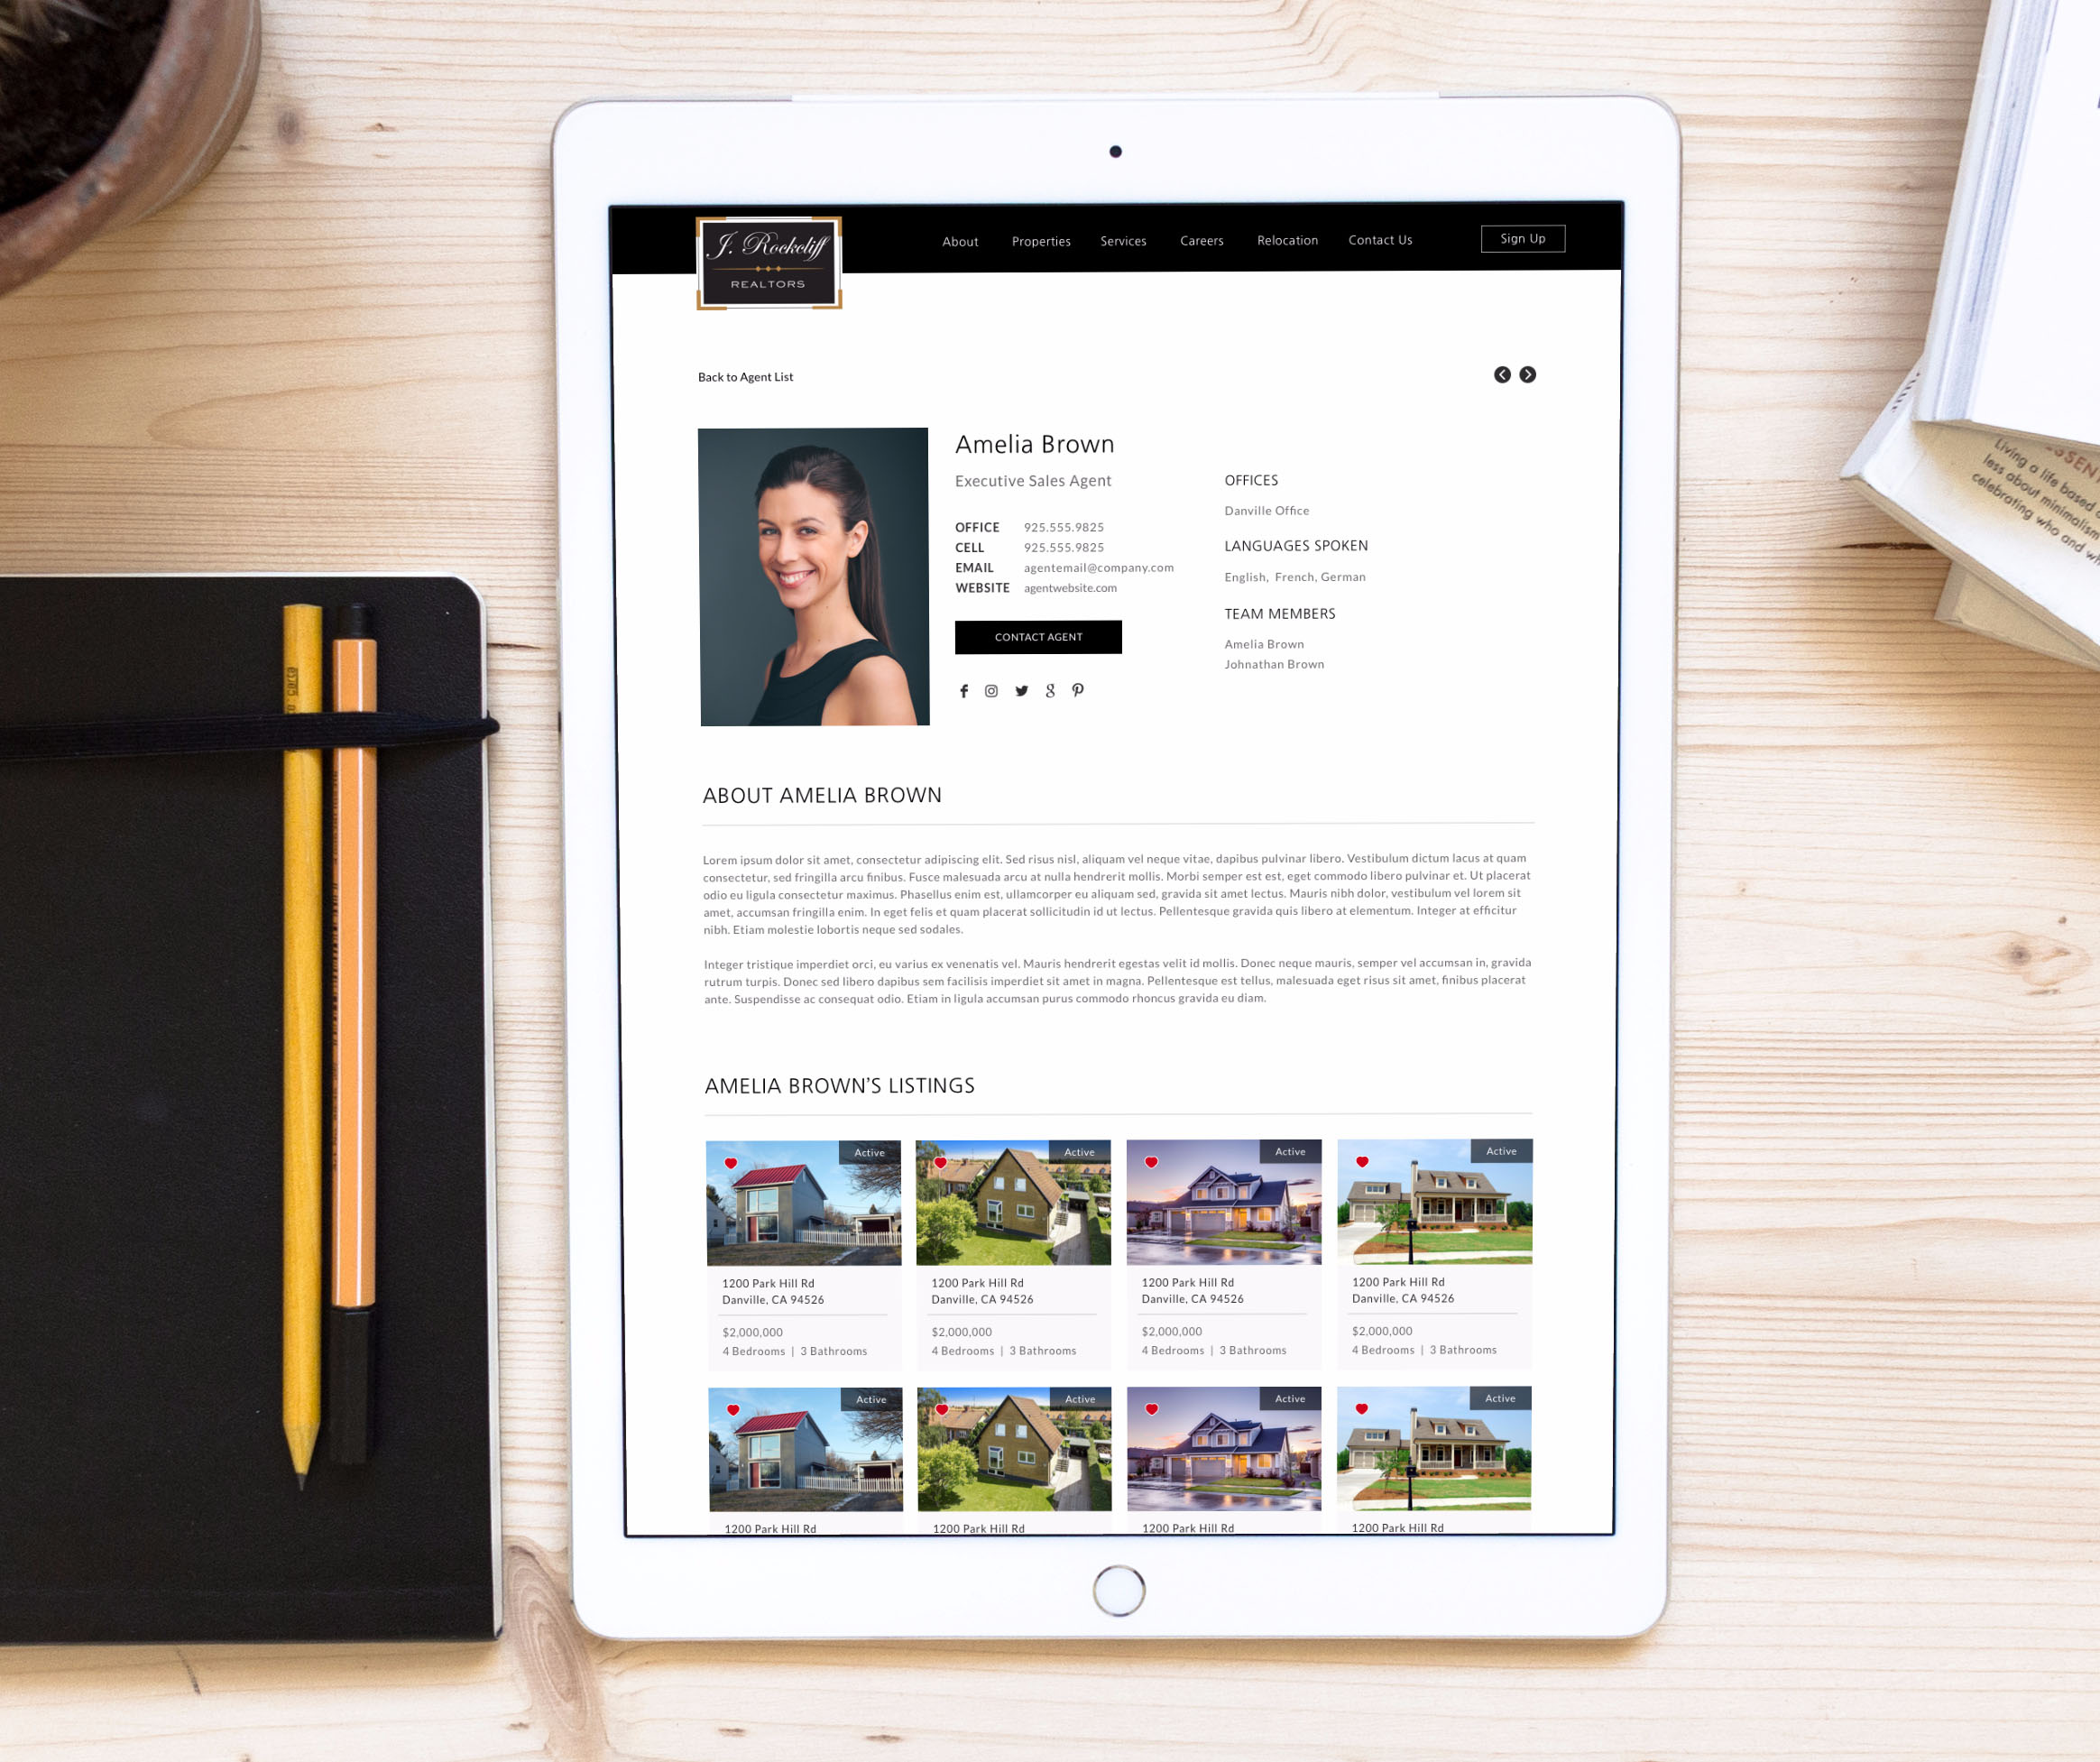 J. Rockcliff
REALTORS
About Properties Services Careers Relocation Contact Us Sign Up
Back to Agent List
Amelia Brown
Executive Sales Agent
OFFICE 925.555.9825
CELL 925.555.9825
EMAIL agentemail@company.com
WEBSITE agentwebsite.com
CONTACT AGENT
OFFICES
Danville Office
LANGUAGES SPOKEN
English, French, German
TEAM MEMBERS
Amelia Brown
Johnathan Brown
ABOUT AMELIA BROWN
Lorem ipsum dolor sit amet, consectetur adipiscing elit. Sed risus nisl, aliquam vel neque vitae, dapibus pulvinar libero. Vestibulum dictum lacus at quam
consectetur, sed fringilla arcu finibus. Fusce malesuada arcu at nulla hendrerit mollis. Morbi semper est est, eget commodo libero pulvinar et. Ut placerat
odio eu ligula consectetur maximus. Phasellus enim est, ullamcorper eu aliquam sed, gravida sit amet lectus. Mauris nibh dolor, vestibulum vel lorem sit
amet, accumsan fringilla enim. In eget felis et quam placerat sollicitudin id ut lectus. Pellentesque gravida quis libero at elementum. Integer at efficitur
nibh. Etiam molestie lobortis neque sed sodales.
Integer tristique imperdiet orci, eu varius ex venenatis vel. Mauris hendrerit egestas velit id mollis. Donec neque mauris, semper vel accumsan in, gravida
rutrum turpis. Donec sed libero dapibus sem facilisis imperdiet sit amet in magna. Pellentesque est tellus, malesuada eget risus sit amet, finibus placerat
ante. Suspendisse ac consequat odio. Etiam in ligula accumsan purus commodo rhoncus gravida eu diam.
AMELIA BROWN'S LISTINGS
Active Active Active Active
1200 Park Hill Rd 1200 Park Hill Rd 1200 Park Hill Rd 1200 Park Hill Rd
Danville, CA 94526 Danville, CA 94526 Danville, CA 94526 Danville, CA 94526
$2,000,000 $2,000,000 $2,000,000 $2,000,000
4 Bedrooms | 3 Bathrooms 4 Bedrooms | 3 Bathrooms 4 Bedrooms | 3 Bathrooms 4 Bedrooms | 3 Bathrooms
Active Active Active Active
1200 Park Hill Rd 1200 Park Hill Rd 1200 Park Hill Rd 1200 Park Hill Rd
Living a life based
less about minimalism
celebrating who and